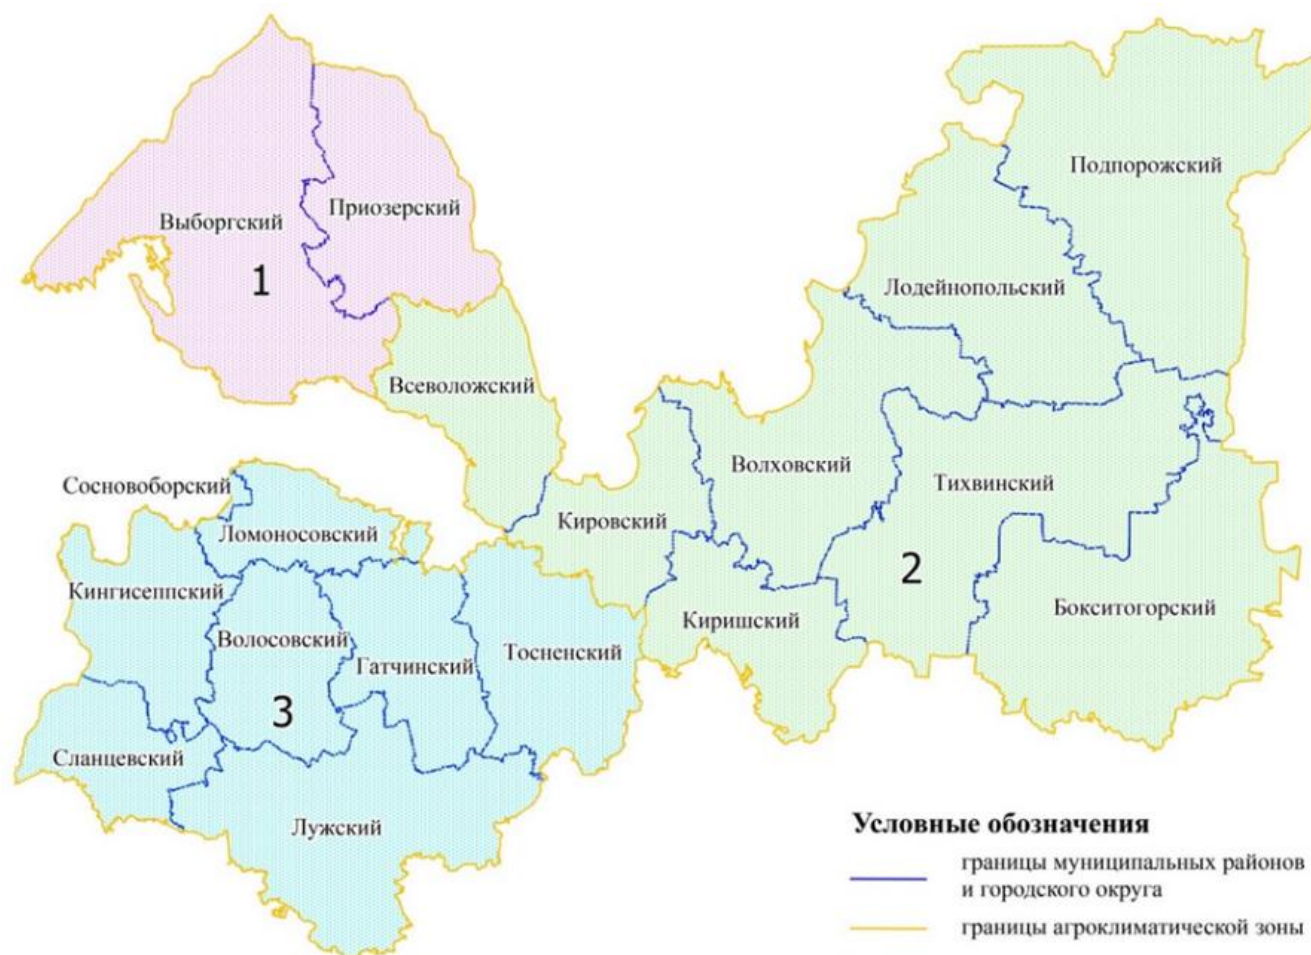 Подпорожский
Приозерский
Выборгский
1
Лодейнопольский
Всеволожский
Волховский
Тихвинский
Сосновоборский
Кировский
Ломоносовский
2
Кингисеппский
Бокситогорский
Киришский
Волосовский
Тосненский
Гатчинский
3
Сланцевский
Лужский
Условные обозначения
границы муниципальных районов
и городского округа
границы агроклиматической зоны